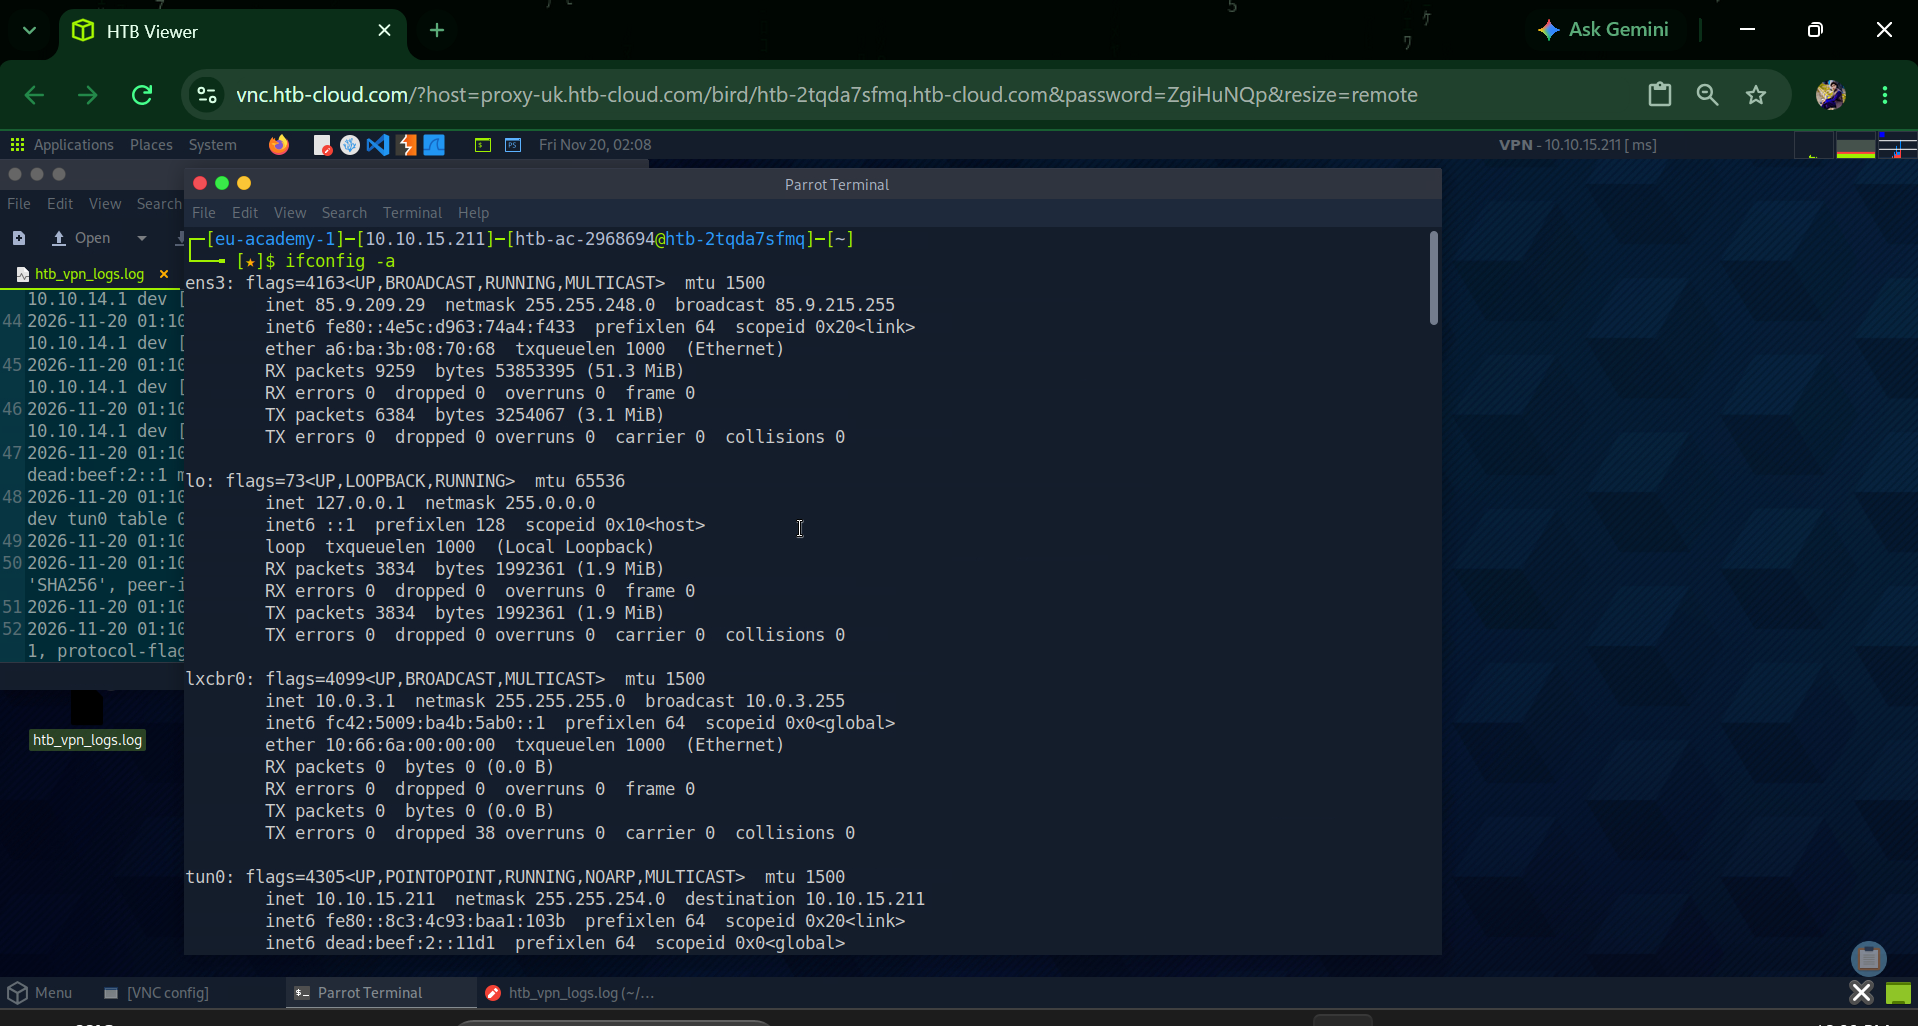 HTB Viewer
Ask Gemini
vnc.htb-cloud.com/?host=proxy-uk.htb-cloud.com/bird/htb-2tqda7sfmq.htb-cloud.com&password=ZgiHuNQp&resize=remote
Applications Places System Fri Nov 20, 02:08 VPN - 10.10.15.211 [ ms]
File Edit View Search
Open
htb_vpn_logs.log
10.10.14.1 dev [
44 2026-11-20 01:10
10.10.14.1 dev [
45 2026-11-20 01:10
10.10.14.1 dev [
46 2026-11-20 01:10
10.10.14.1 dev [
47 2026-11-20 01:10
dead:beef:2::1 m
48 2026-11-20 01:10
dev tun0 table 0
49 2026-11-20 01:10
50 2026-11-20 01:10
'SHA256', peer-i
51 2026-11-20 01:10
52 2026-11-20 01:10
1, protocol-flag
htb_vpn_logs.log
Parrot Terminal
File Edit View Search Terminal Help
┌─[eu-academy-1]─[10.10.15.211]─[htb-ac-2968694@htb-2tqda7sfmq]─[~]
└──╼ [★]$ ifconfig -a
ens3: flags=4163<UP,BROADCAST,RUNNING,MULTICAST>  mtu 1500
inet 85.9.209.29  netmask 255.255.248.0  broadcast 85.9.215.255
inet6 fe80::4e5c:d963:74a4:f433  prefixlen 64  scopeid 0x20<link>
ether a6:ba:3b:08:70:68  txqueuelen 1000  (Ethernet)
RX packets 9259  bytes 53853395 (51.3 MiB)
RX errors 0  dropped 0  overruns 0  frame 0
TX packets 6384  bytes 3254067 (3.1 MiB)
TX errors 0  dropped 0 overruns 0  carrier 0  collisions 0
lo: flags=73<UP,LOOPBACK,RUNNING>  mtu 65536
inet 127.0.0.1  netmask 255.0.0.0
inet6 ::1  prefixlen 128  scopeid 0x10<host>
loop  txqueuelen 1000  (Local Loopback)
RX packets 3834  bytes 1992361 (1.9 MiB)
RX errors 0  dropped 0  overruns 0  frame 0
TX packets 3834  bytes 1992361 (1.9 MiB)
TX errors 0  dropped 0 overruns 0  carrier 0  collisions 0
lxcbr0: flags=4099<UP,BROADCAST,MULTICAST>  mtu 1500
inet 10.0.3.1  netmask 255.255.255.0  broadcast 10.0.3.255
inet6 fc42:5009:ba4b:5ab0::1  prefixlen 64  scopeid 0x0<global>
ether 10:66:6a:00:00:00  txqueuelen 1000  (Ethernet)
RX packets 0  bytes 0 (0.0 B)
RX errors 0  dropped 0  overruns 0  frame 0
TX packets 0  bytes 0 (0.0 B)
TX errors 0  dropped 38 overruns 0  carrier 0  collisions 0
tun0: flags=4305<UP,POINTOPOINT,RUNNING,NOARP,MULTICAST>  mtu 1500
inet 10.10.15.211  netmask 255.255.254.0  destination 10.10.15.211
inet6 fe80::8c3:4c93:baa1:103b  prefixlen 64  scopeid 0x20<link>
inet6 dead:beef:2::11d1  prefixlen 64  scopeid 0x0<global>
Menu [VNC config] Parrot Terminal htb_vpn_logs.log (~/...